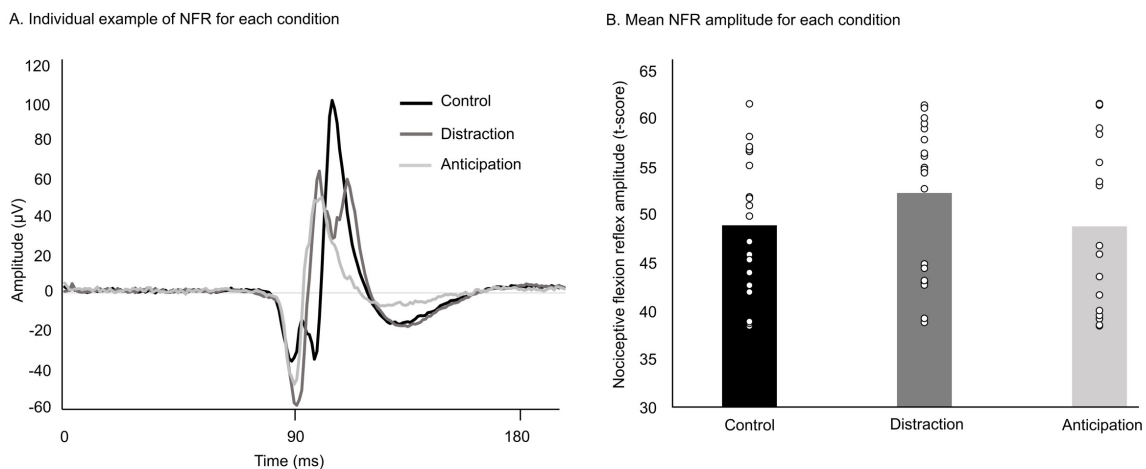 A. Individual example of NFR for each condition
B. Mean NFR amplitude for each condition
Amplitude (μV)
120
100
80
60
40
20
0
-20
-40
-60
0
90
180
Time (ms)
Control
Distraction
Anticipation
Nociceptive flexion reflex amplitude (t-score)
65
60
55
50
45
40
35
30
Control
Distraction
Anticipation